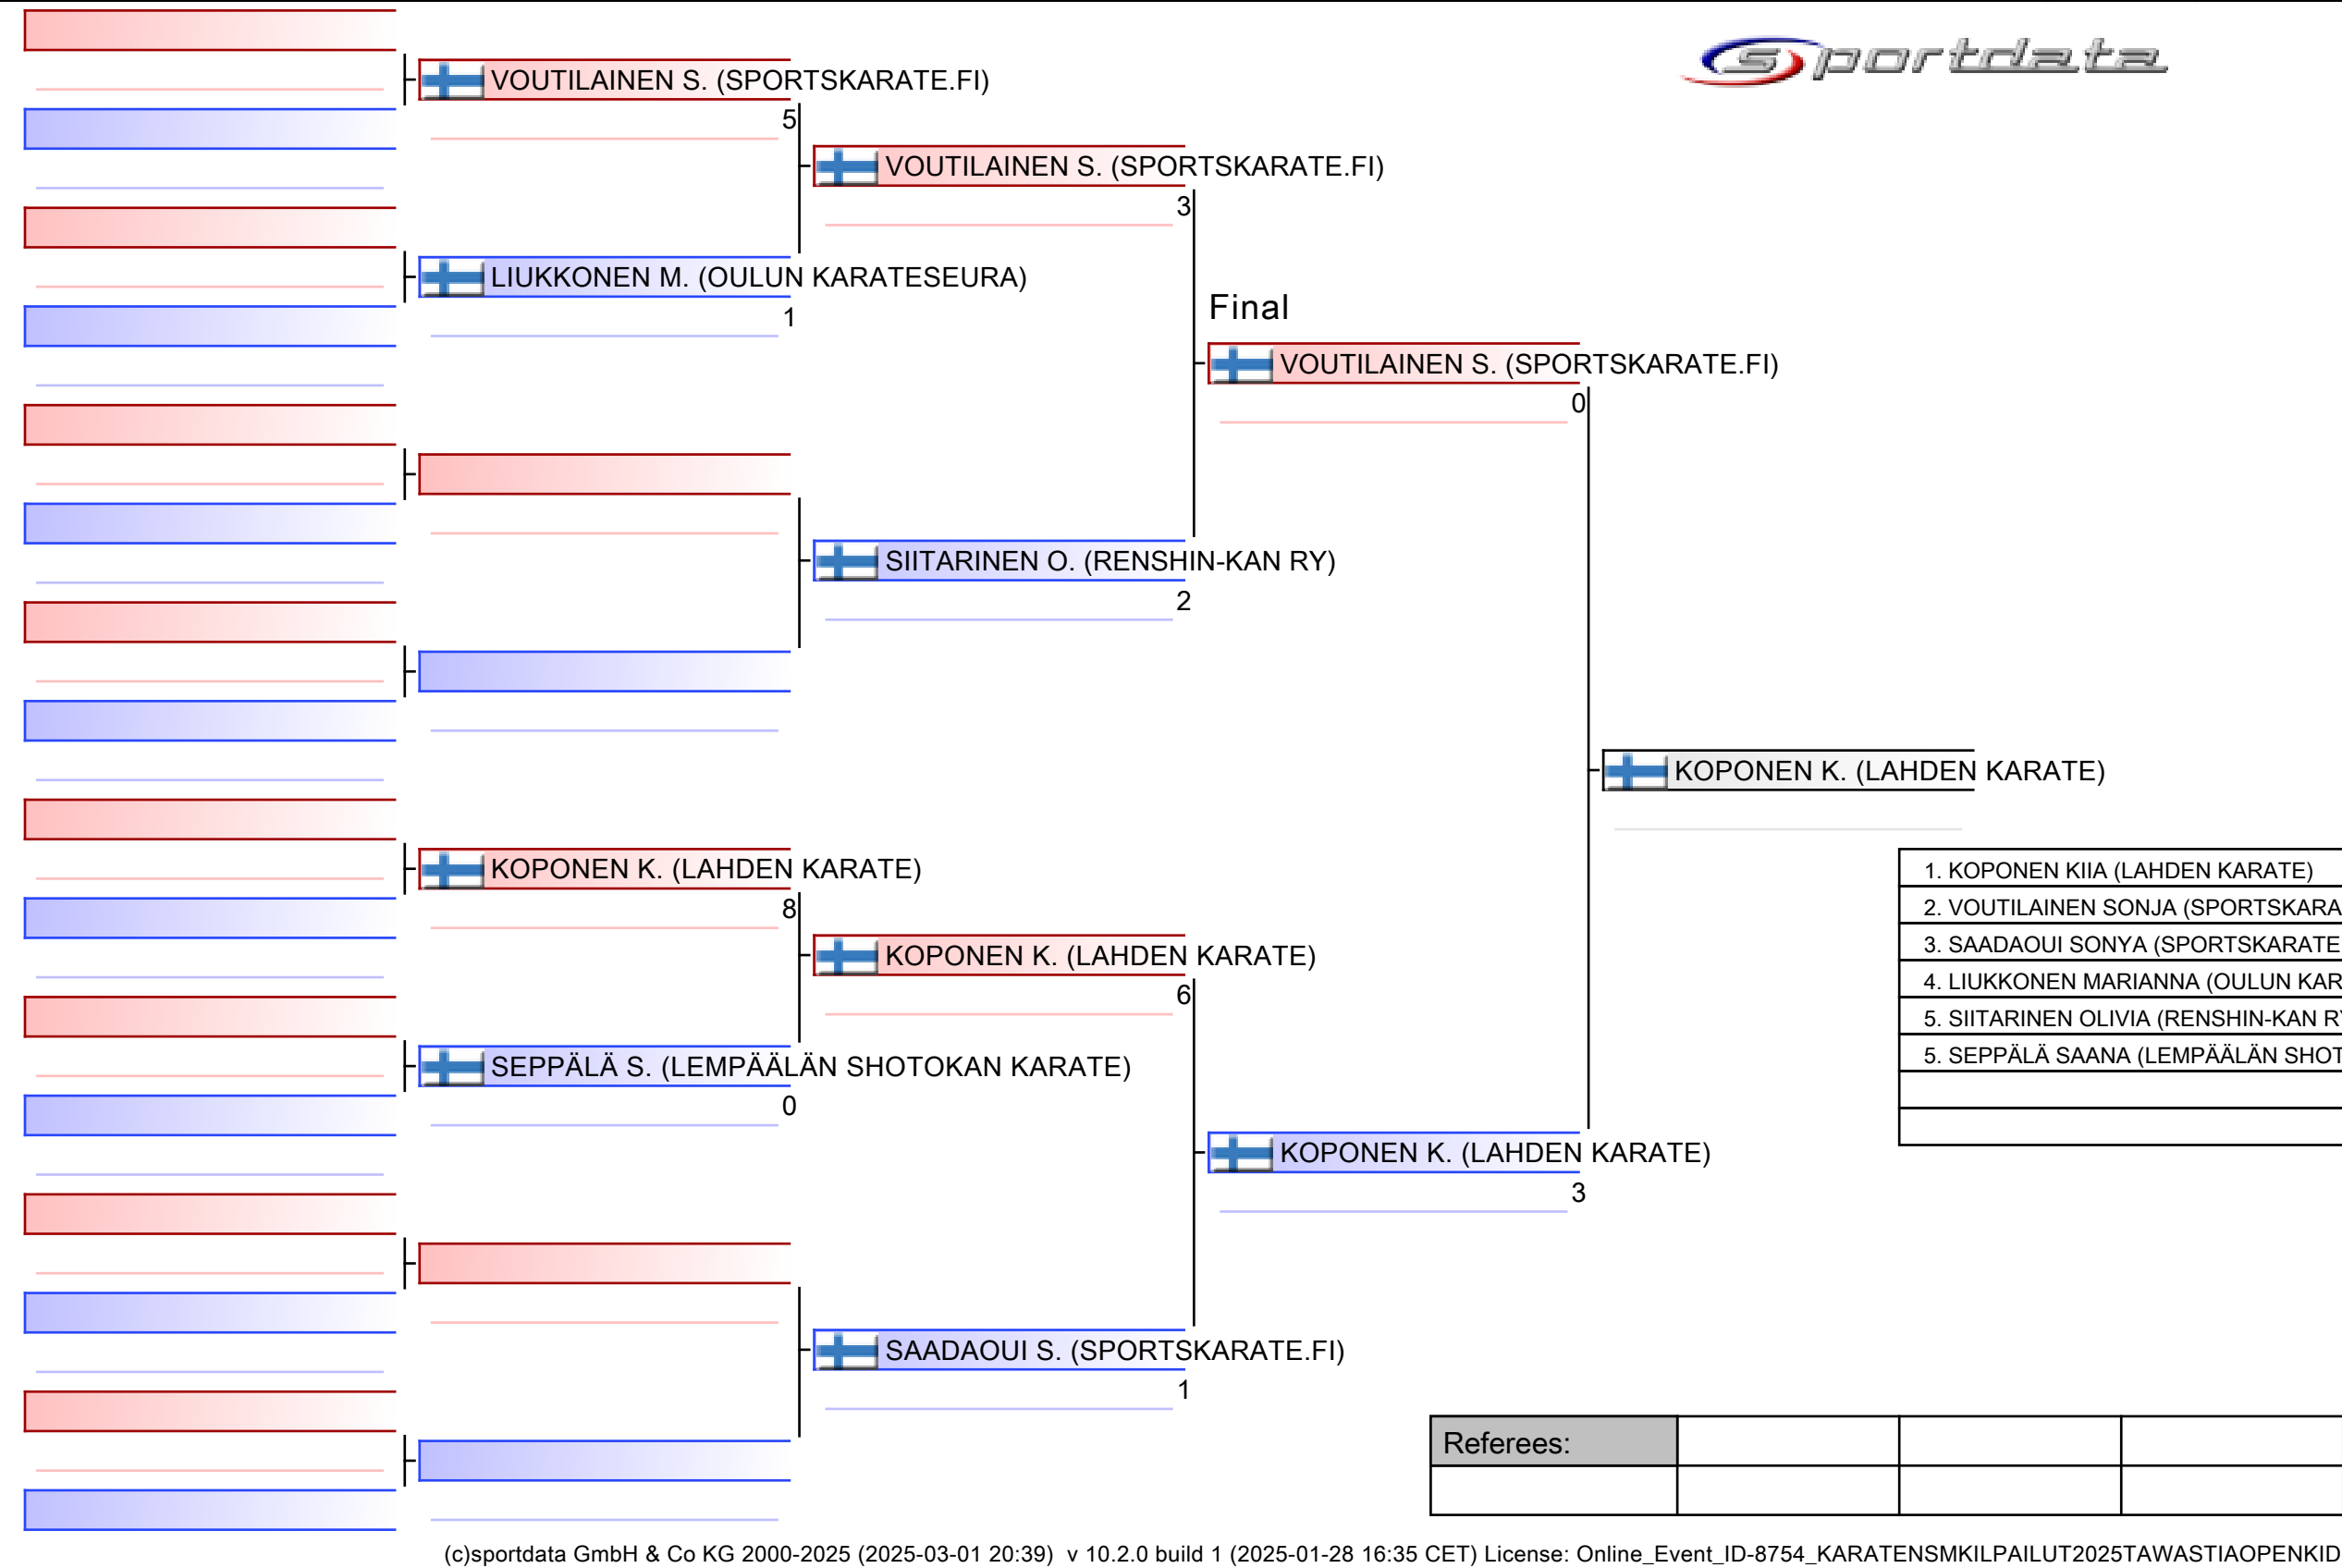 sportdata
VOUTILAINEN S. (SPORTSKARATE.FI)
5
VOUTILAINEN S. (SPORTSKARATE.FI)
3
LIUKKONEN M. (OULUN KARATESEURA)
1
Final
VOUTILAINEN S. (SPORTSKARATE.FI)
0
SIITARINEN O. (RENSHIN-KAN RY)
2
KOPONEN K. (LAHDEN KARATE)
KOPONEN K. (LAHDEN KARATE)
8
KOPONEN K. (LAHDEN KARATE)
6
SEPPÄLÄ S. (LEMPÄÄLÄN SHOTOKAN KARATE)
0
KOPONEN K. (LAHDEN KARATE)
3
SAADAOUI S. (SPORTSKARATE.FI)
1
1. KOPONEN KIIA (LAHDEN KARATE)
2. VOUTILAINEN SONJA (SPORTSKARA
3. SAADAOUI SONYA (SPORTSKARATE
4. LIUKKONEN MARIANNA (OULUN KAR
5. SIITARINEN OLIVIA (RENSHIN-KAN RY
5. SEPPÄLÄ SAANA (LEMPÄÄLÄN SHOT
Referees:
(c)sportdata GmbH & Co KG 2000-2025 (2025-03-01 20:39) v 10.2.0 build 1 (2025-01-28 16:35 CET) License: Online_Event_ID-8754_KARATENSMKILPAILUT2025TAWASTIAOPENKID